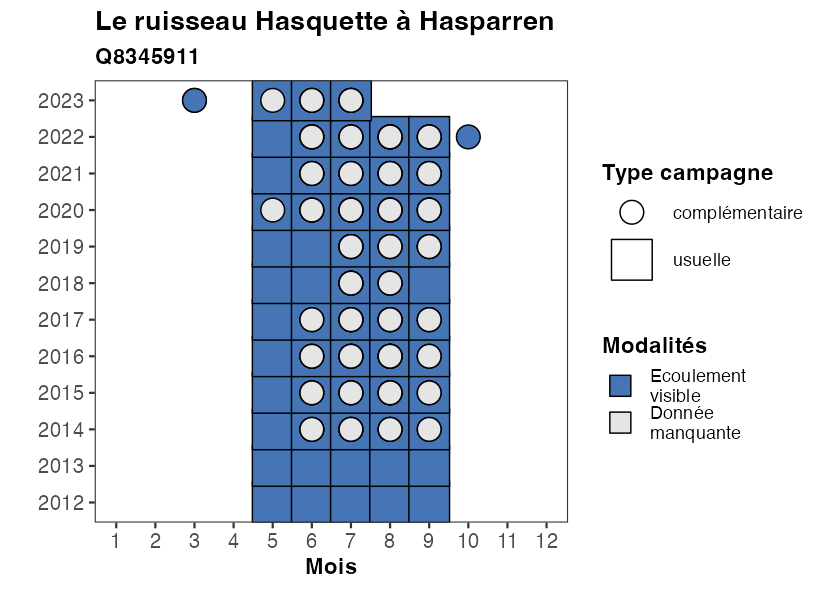 Le ruisseau Hasquette à Hasparren
Q8345911
2023
2022
2021
2020
2019
2018
2017
2016
2015
2014
2013
2012
1 2 3 4 5 6 7 8 9 10 11 12
Mois
Type campagne
complémentaire
usuelle
Modalités
Ecoulement
visible
Donnée
manquante